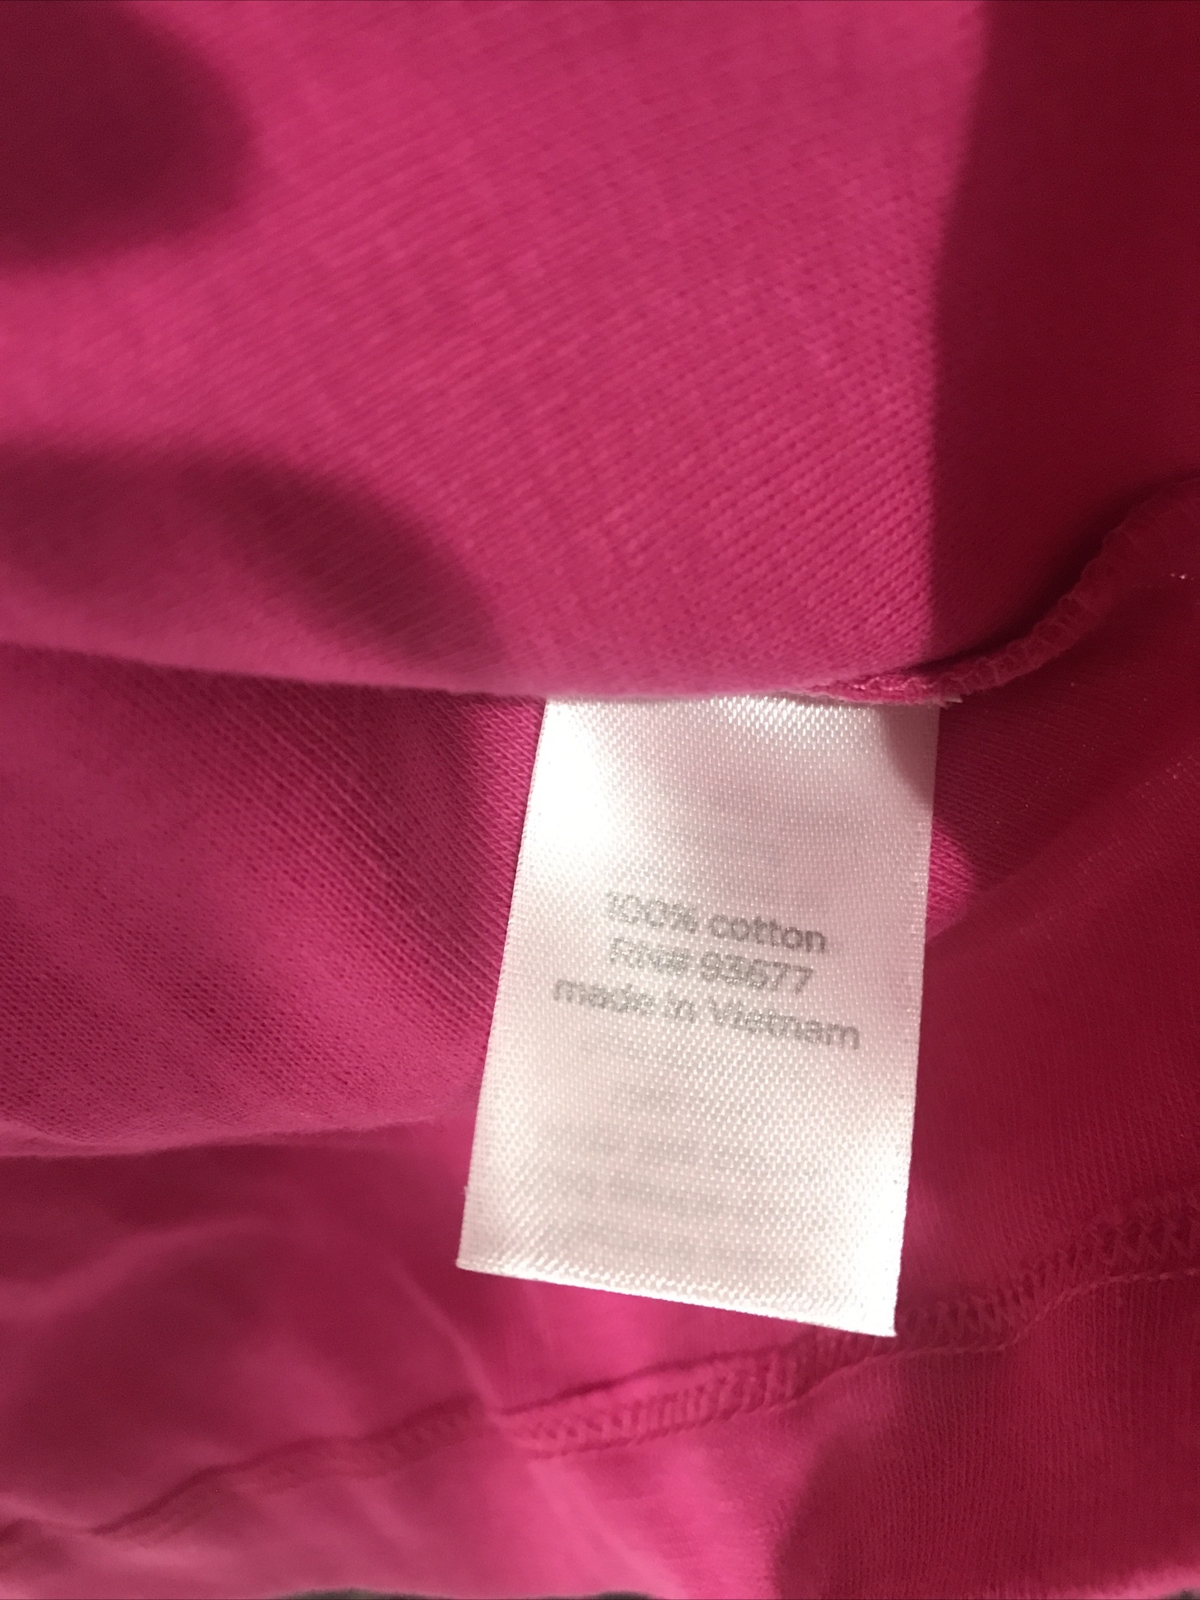 100% cotton
RN# 93677
made in Vietnam